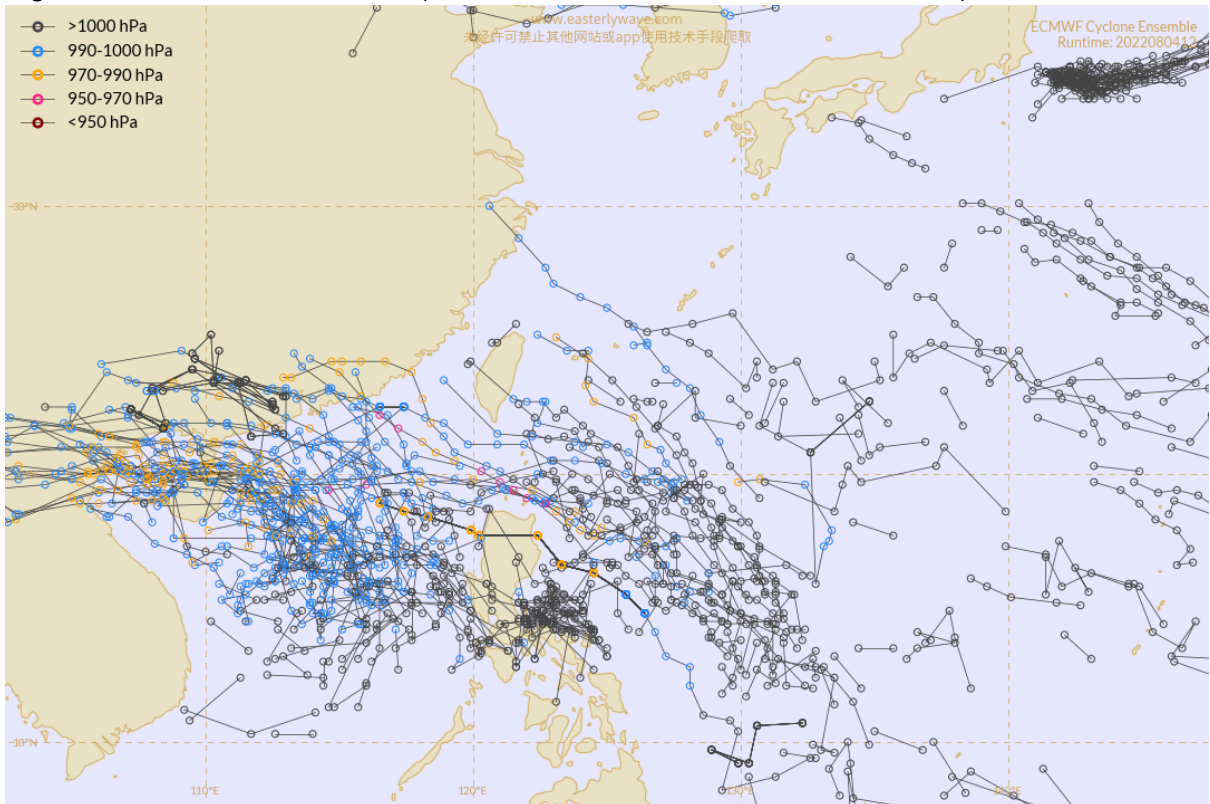 >1000 hPa
990-1000 hPa
970-990 hPa
950-970 hPa
<950 hPa
www.easterlywave.com
未经许可禁止其他网站或app使用技术手段爬取
ECMWF Cyclone Ensemble
Runtime: 2022080412
30°N
10°N
110°E
120°E
130°E
140°E